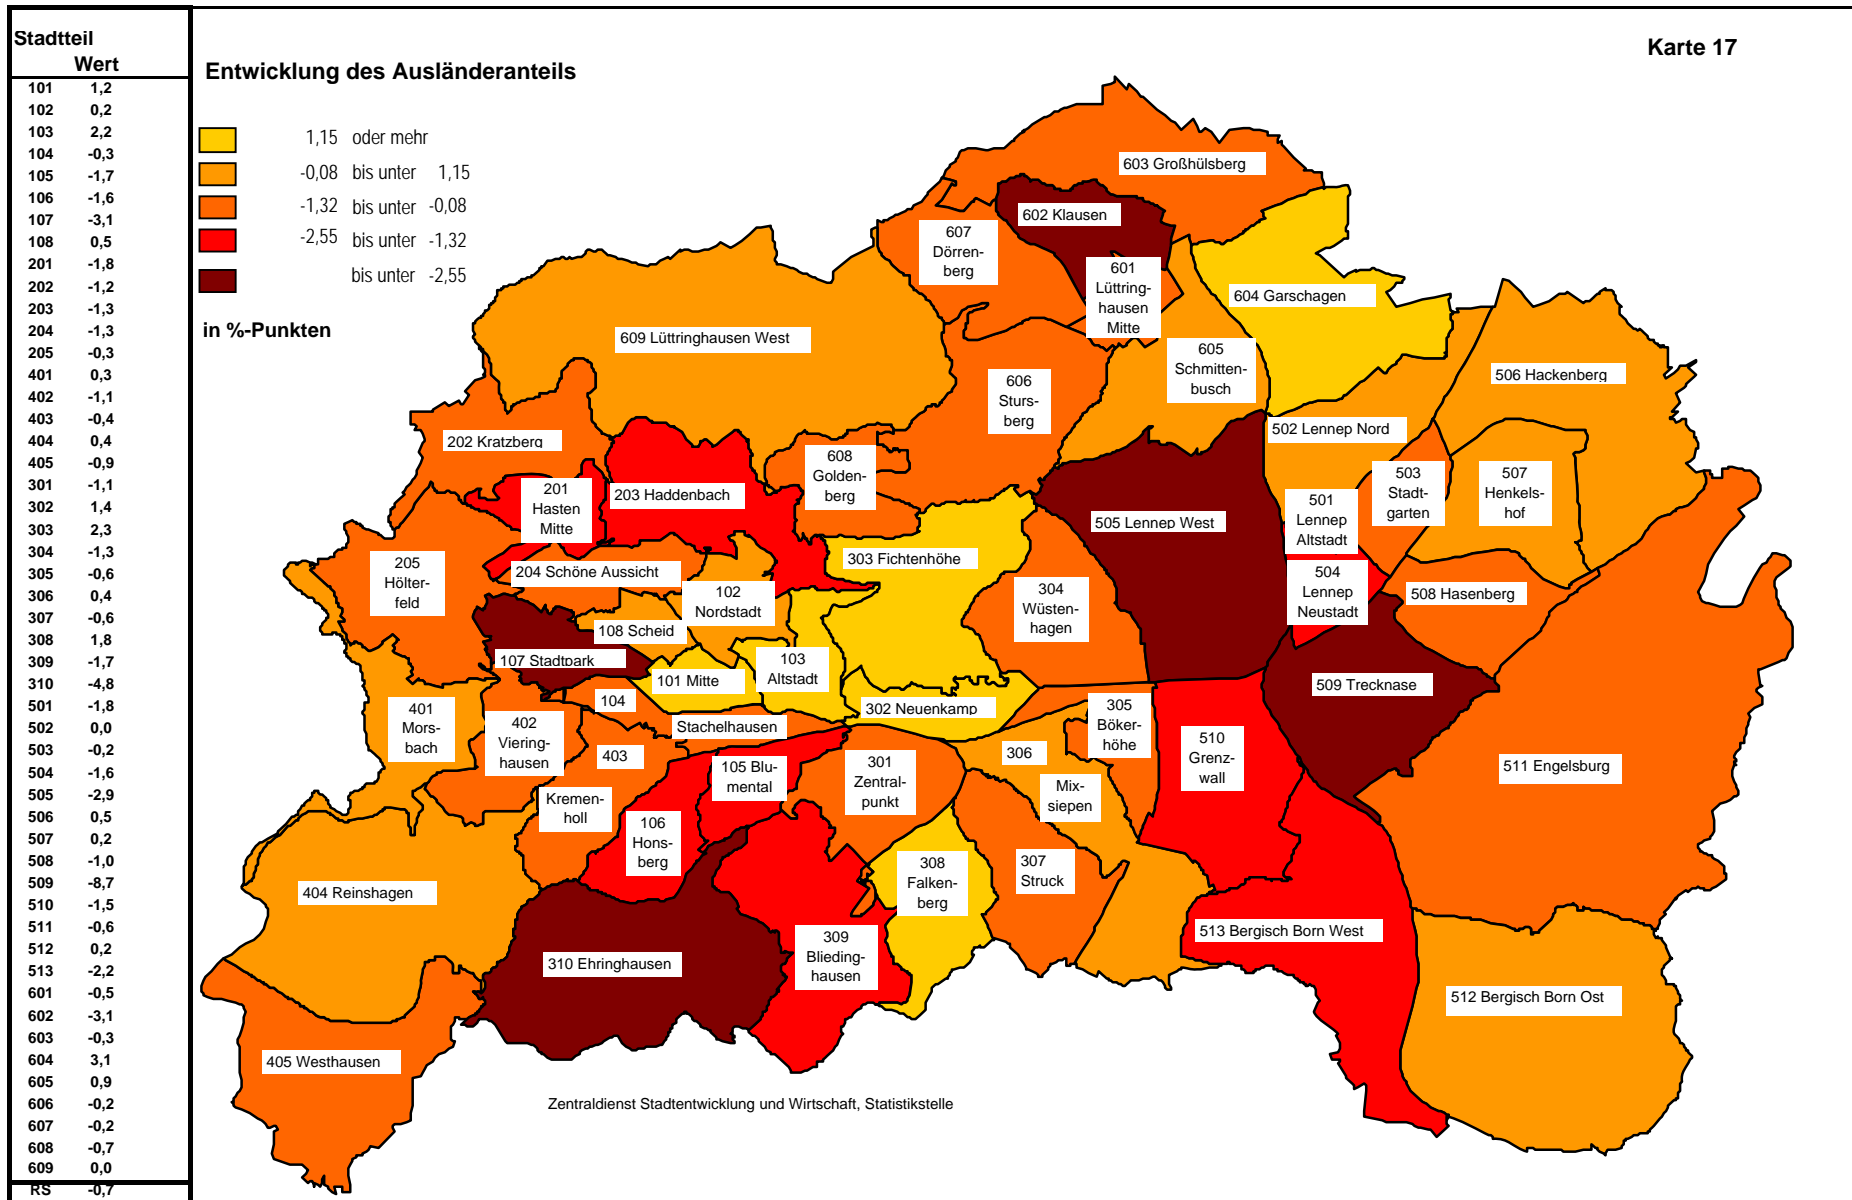 Stadtteil
Wert
101 1,2
102 0,2
103 2,2
104 -0,3
105 -1,7
106 -1,6
107 -3,1
108 0,5
201 -1,8
202 -1,2
203 -1,3
204 -1,3
205 -0,3
401 0,3
402 -1,1
403 -0,4
404 0,4
405 -0,9
301 -1,1
302 1,4
303 2,3
304 -1,3
305 -0,6
306 0,4
307 -0,6
308 1,8
309 -1,7
310 -4,8
501 -1,8
502 0,0
503 -0,2
504 -1,6
505 -2,9
506 0,5
507 0,2
508 -1,0
509 -8,7
510 -1,5
511 -0,6
512 0,2
513 -2,2
601 -0,5
602 -3,1
603 -0,3
604 3,1
605 0,9
606 -0,2
607 -0,2
608 -0,7
609 0,0
RS -0,7
Karte 17
Entwicklung des Ausländeranteils
1,15 oder mehr
-0,08 bis unter 1,15
-1,32 bis unter -0,08
-2,55 bis unter -1,32
bis unter -2,55
in %-Punkten
603 Großhülsberg
602 Klausen
607
Dörren-
berg
601
Lüttring-
hausen
Mitte
604 Garschagen
609 Lüttringhausen West
605
Schmitten-
busch
606
Stursberg
berg
506 Hackenberg
502 Lennep Nord
202 Kratzberg
608
Golden-
berg
503
Stadt-
garten
507
Henkels-
hof
201
Hasten
Mitte
203 Haddenbach
501
Lennep
Altstadt
505 Lennep West
303 Fichtenhöhe
205
Hölter-
feld
204 Schöne Aussicht
102
Nordstadt
304
Wüsten-
hagen
504
Lennep
Neustadt
508 Hasenberg
108 Scheid
107 Stadtpark
101 Mitte
103
Altstadt
509 Trecknase
104
Stachelhausen
302 Neuenkamp
401
Mors-
bach
402
Viering-
hausen
305
Böker-
höhe
403
Kremen-
holl
105 Blu-
mental
301
Zentral-
punkt
306
Mix-
siepen
510
Grenz-
wall
511 Engelsburg
106
Hons-
berg
404 Reinshagen
308
Falken-
berg
307
Struck
309
Blieding-
hausen
513 Bergisch Born West
310 Ehringhausen
512 Bergisch Born Ost
405 Westhausen
Zentraldienst Stadtentwicklung und Wirtschaft, Statistikstelle